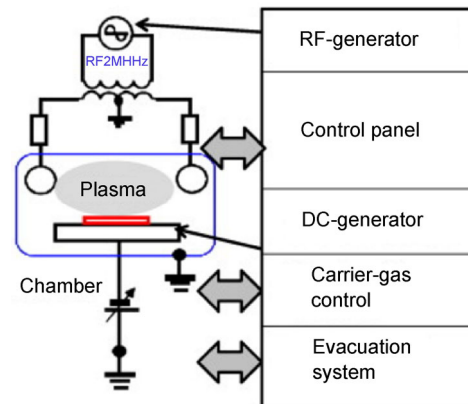 RF-generator
RF2MHHz
Control panel
Plasma
DC-generator
Chamber
Carrier-gas
control
Evacuation
system